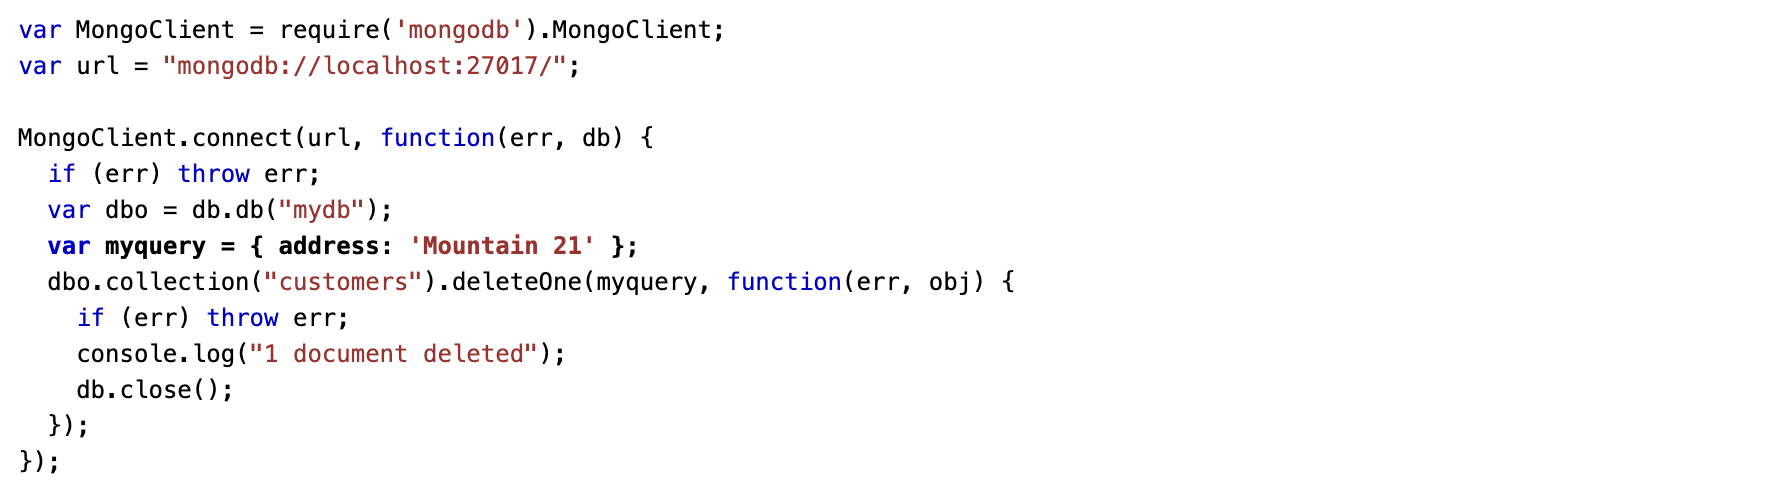 var MongoClient = require('mongodb').MongoClient;
var url = "mongodb://localhost:27017/";

MongoClient.connect(url, function(err, db) {
  if (err) throw err;
  var dbo = db.db("mydb");
  var myquery = { address: 'Mountain 21' };
  dbo.collection("customers").deleteOne(myquery, function(err, obj) {
    if (err) throw err;
    console.log("1 document deleted");
    db.close();
  });
});